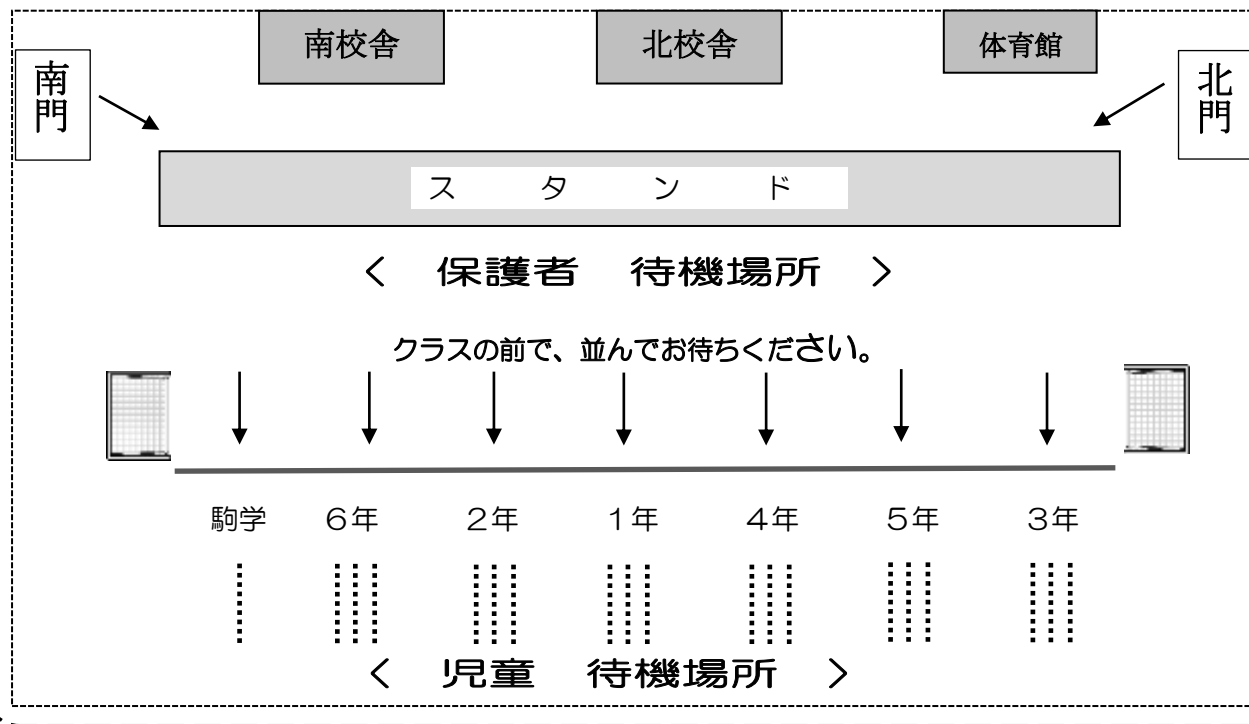 南校舎
北校舎
体育館
南門
北門
スタンド
< 保護者 待機場所 >
クラスの前で、並んでお待ちください。
駒学 6年 2年 1年 4年 5年 3年
< 児童 待機場所 >